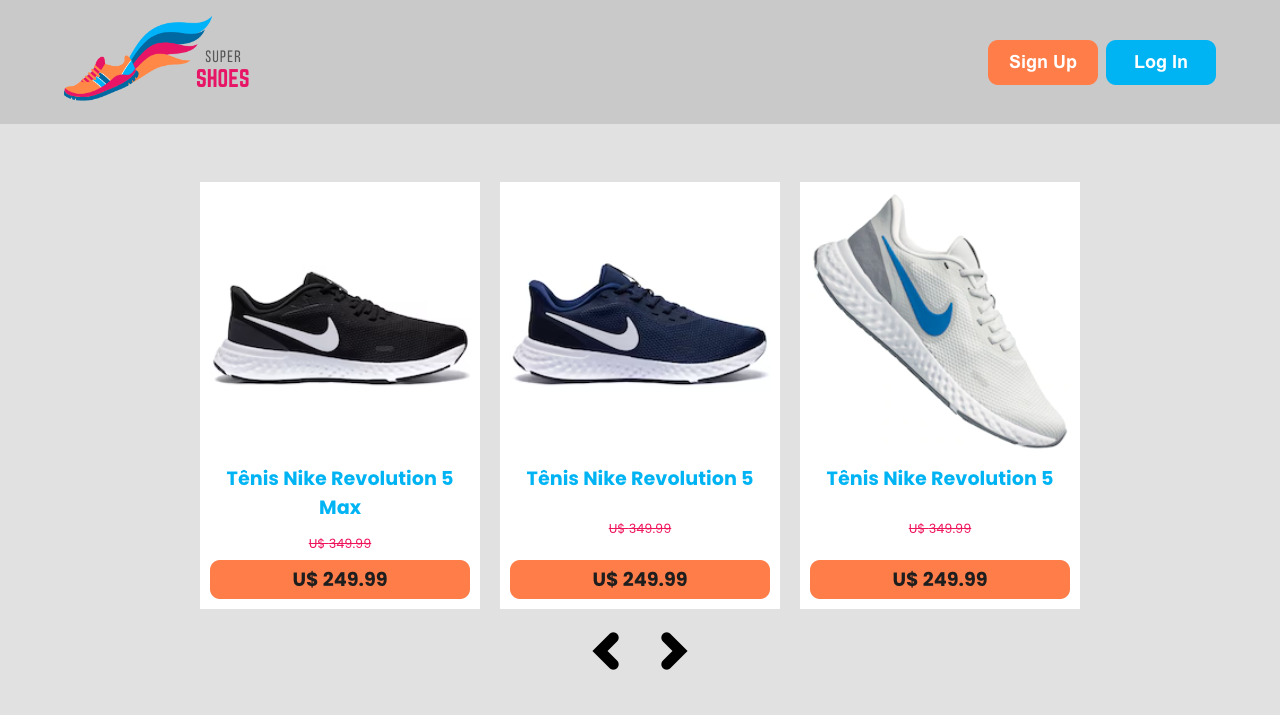 SUPER
SHOES
Sign Up
Log In
Tênis Nike Revolution 5
Max
U$ 349.99
U$ 249.99
Tênis Nike Revolution 5
U$ 349.99
U$ 249.99
Tênis Nike Revolution 5
U$ 349.99
U$ 249.99